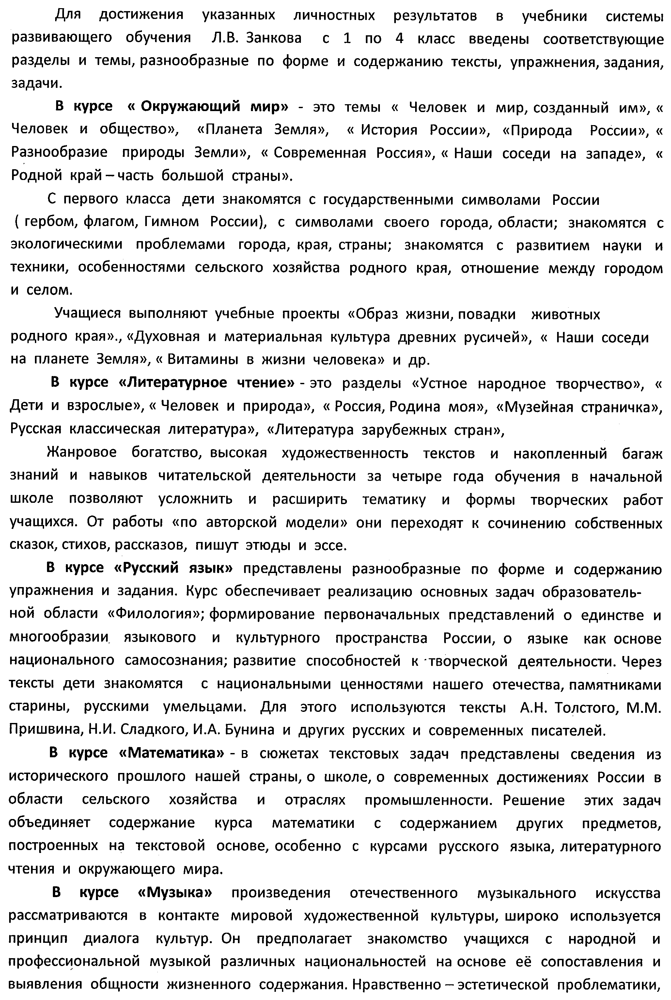 Для достижения указанных личностных результатов в учебники системы
развивающего обучения Л.В. Занкова с 1 по 4 класс введены соответствующие
разделы и темы, разнообразные по форме и содержанию тексты, упражнения, задания,
задачи.
В курсе « Окружающий мир» - это темы « Человек и мир, созданный им», «
Человек и общество», «Планета Земля», « История России», «Природа России», «
Разнообразие природы Земли», « Современная Россия», « Наши соседи на западе», «
Родной край – часть большой страны».
С первого класса дети знакомятся с государственными символами России
( гербом, флагом, Гимном России), с символами своего города, области; знакомятся с
экологическими проблемами города, края, страны; знакомятся с развитием науки и
техники, особенностями сельского хозяйства родного края, отношение между городом
и селом.
Учащиеся выполняют учебные проекты «Образ жизни, повадки животных
родного края»., «Духовная и материальная культура древних русичей», « Наши соседи
на планете Земля», « Витамины в жизни человека» и др.
В курсе «Литературное чтение» - это разделы «Устное народное творчество», «
Дети и взрослые», « Человек и природа», « Россия, Родина моя», «Музейная страничка»,
Русская классическая литература», «Литература зарубежных стран»,
Жанровое богатство, высокая художественность текстов и накопленный багаж
знаний и навыков читательской деятельности за четыре года обучения в начальной
школе позволяют усложнить и расширить тематику и формы творческих работ
учащихся. От работы «по авторской модели» они переходят к сочинению собственных
сказок, стихов, рассказов, пишут этюды и эссе.
В курсе «Русский язык» представлены разнообразные по форме и содержанию
упражнения и задания. Курс обеспечивает реализацию основных задач образователь-
ной области «Филология»; формирование первоначальных представлений о единстве и
многообразии языкового и культурного пространства России, о языке как основе
национального самосознания; развитие способностей к творческой деятельности. Через
тексты дети знакомятся с национальными ценностями нашего отечества, памятниками
старины, русскими умельцами. Для этого используются тексты А.Н. Толстого, М.М.
Пришвина, Н.И. Сладкого, И.А. Бунина и других русских и современных писателей.
В курсе «Математика» - в сюжетах текстовых задач представлены сведения из
исторического прошлого нашей страны, о школе, о современных достижениях России в
области сельского хозяйства и отраслях промышленности. Решение этих задач
объединяет содержание курса математики с содержанием других предметов,
построенных на текстовой основе, особенно с курсами русского языка, литературного
чтения и окружающего мира.
В курсе «Музыка» произведения отечественного музыкального искусства
рассматриваются в контакте мировой художественной культуры, широко используется
принцип диалога культур. Он предполагает знакомство учащихся с народной и
профессиональной музыкой различных национальностей на основе её сопоставления и
выявления общности жизненного содержания. Нравственно – эстетической проблематики,